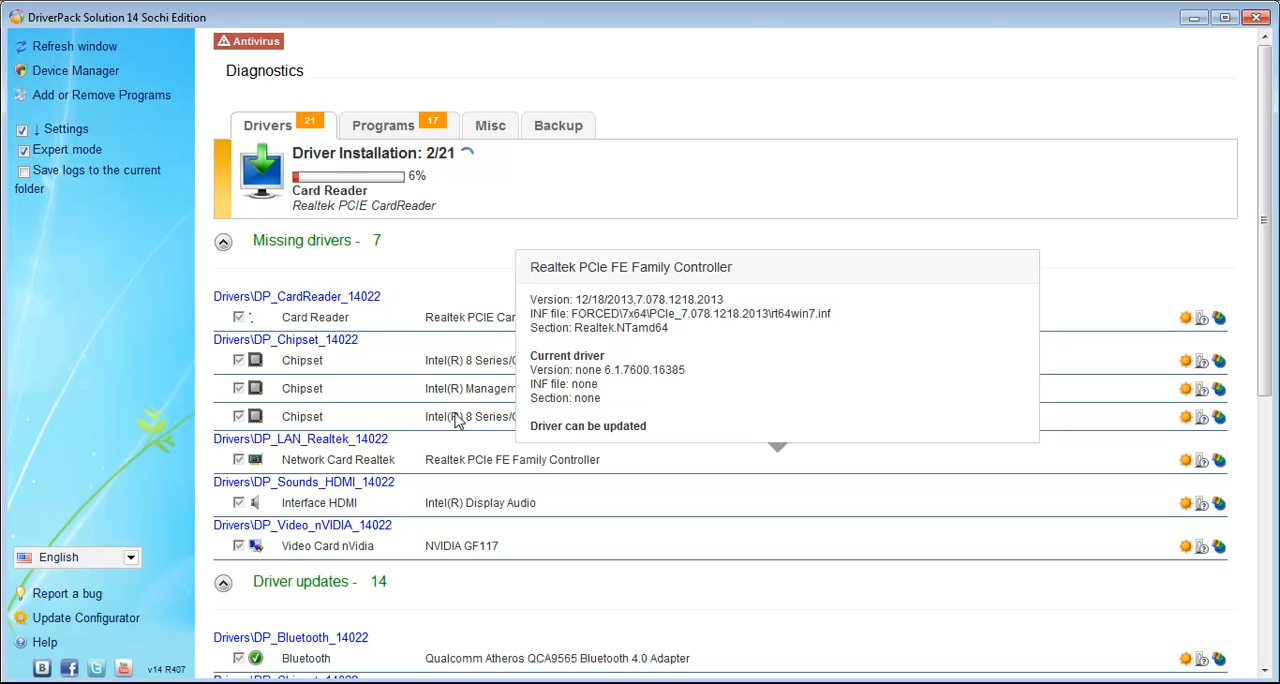 DriverPack Solution 14 Sochi Edition
Refresh window
Device Manager
Add or Remove Programs
↓ Settings
Expert mode
Save logs to the current
folder
English
Report a bug
Update Configurator
Help
B
v14 R407
Antivirus
Diagnostics
Drivers 21
Programs 17
Misc
Backup
Driver Installation: 2/21
6%
Card Reader
Realtek PCIE CardReader
Missing drivers - 7
Drivers\DP_CardReader_14022
Card Reader Realtek PCIE Car
Drivers\DP_Chipset_14022
Chipset Intel(R) 8 Series/C
Chipset Intel(R) Managem
Chipset Intel(R) 8 Series/C
Drivers\DP_LAN_Realtek_14022
Network Card Realtek Realtek PCIe FE Family Controller
Drivers\DP_Sounds_HDMI_14022
Interface HDMI Intel(R) Display Audio
Drivers\DP_Video_nVIDIA_14022
Video Card nVidia NVIDIA GF117
Driver updates - 14
Drivers\DP_Bluetooth_14022
Bluetooth Qualcomm Atheros QCA9565 Bluetooth 4.0 Adapter
Realtek PCIe FE Family Controller
Version: 12/18/2013,7.078.1218.2013
INF file: FORCED\7x64\PCIe_7.078.1218.2013\rt64win7.inf
Section: Realtek.NTamd64
Current driver
Version: none 6.1.7600.16385
INF file: none
Section: none
Driver can be updated